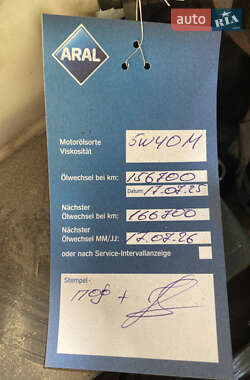 auto RIA
ARAL
Motorölsorte
Viskosität
5W40M
Ölwechsel bei km:
156700
Datum:
17.07.25
Nächster
Ölwechsel bei km:
166700
Nächster
Ölwechsel MM/JJ:
17.07.26
oder nach Service-Intervallanzeige
Stempel-
поф +